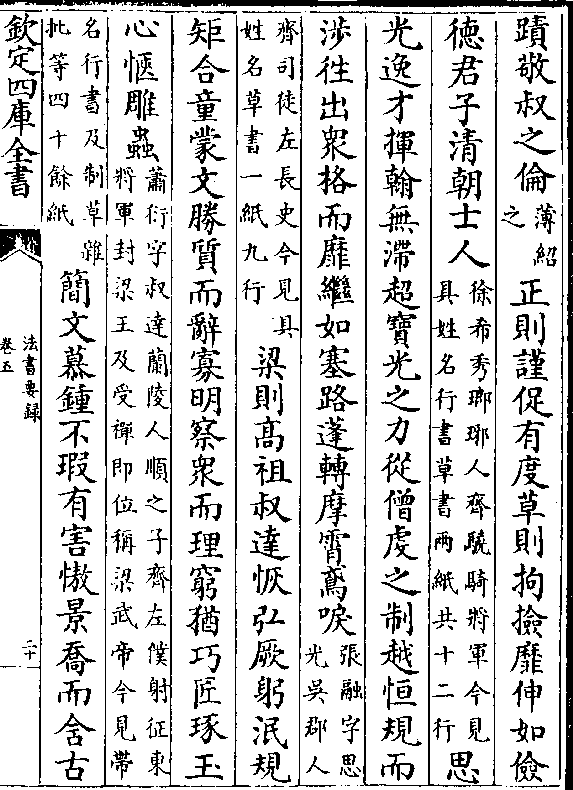 蹟敬叔之倫薄紹之正則謹促有度草則拘撿靡伸如儉
德君子清朝士人徐希秀瑯琊人齊驍騎將軍今見具姓名行書草書兩紙共十二行思
光逸才揮翰無滯超寶光之力從僧虔之制越恒規而
涉往出衆格而靡繼如塞路蓬轉摩霄鳶唳張融字思光吳郡人
齊司徒左長史今見具姓名草書一紙九行梁則髙祖叔達恢弘厥躬泯規
矩合童蒙文勝質而辭寡明察衆而理窮猶巧匠琢玉
心愜雕蟲蕭衍字叔達蘭陵人順之子齊左僕射征東將軍封梁王及受禪即位稱梁武帝今見帶
名行書及制草雜批等四十餘紙簡文慕鍾不瑕有害慠景喬而含古
欽定四庫全書
法書要録
卷五
二十